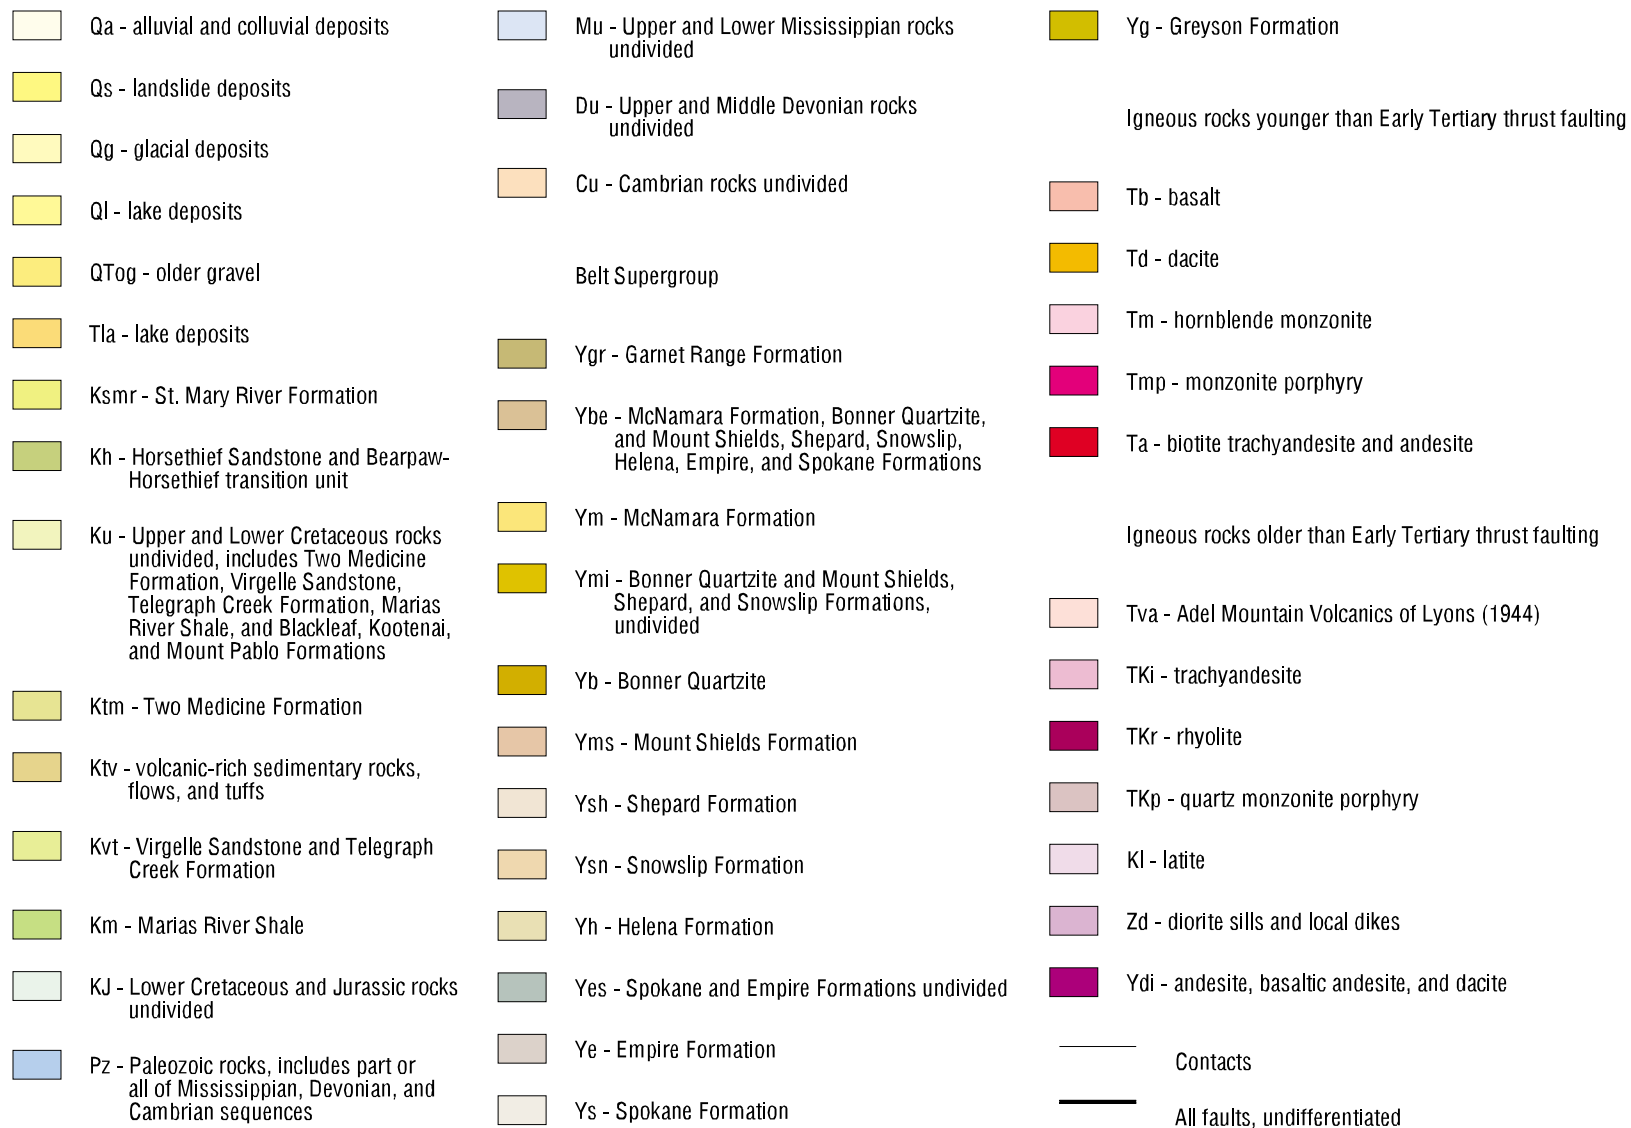 Qa - alluvial and colluvial deposits
Qs - landslide deposits
Qg - glacial deposits
Ql - lake deposits
QTog - older gravel
Tla - lake deposits
Ksmr - St. Mary River Formation
Kh - Horsethief Sandstone and Bearpaw-
Horsethief transition unit
Ku - Upper and Lower Cretaceous rocks
undivided, includes Two Medicine
Formation, Virgelle Sandstone,
Telegraph Creek Formation, Marias
River Shale, and Blackleaf, Kootenai,
and Mount Pablo Formations
Ktm - Two Medicine Formation
Ktv - volcanic-rich sedimentary rocks,
flows, and tuffs
Kvt - Virgelle Sandstone and Telegraph
Creek Formation
Km - Marias River Shale
KJ - Lower Cretaceous and Jurassic rocks
undivided
Pz - Paleozoic rocks, includes part or
all of Mississippian, Devonian, and
Cambrian sequences
Mu - Upper and Lower Mississippian rocks
undivided
Du - Upper and Middle Devonian rocks
undivided
Cu - Cambrian rocks undivided
Belt Supergroup
Ygr - Garnet Range Formation
Ybe - McNamara Formation, Bonner Quartzite,
and Mount Shields, Shepard, Snowslip,
Helena, Empire, and Spokane Formations
Ym - McNamara Formation
Ymi - Bonner Quartzite and Mount Shields,
Shepard, and Snowslip Formations,
undivided
Yb - Bonner Quartzite
Yms - Mount Shields Formation
Ysh - Shepard Formation
Ysn - Snowslip Formation
Yh - Helena Formation
Yes - Spokane and Empire Formations undivided
Ye - Empire Formation
Ys - Spokane Formation
Yg - Greyson Formation
Igneous rocks younger than Early Tertiary thrust faulting
Tb - basalt
Td - dacite
Tm - hornblende monzonite
Tmp - monzonite porphyry
Ta - biotite trachyandesite and andesite
Igneous rocks older than Early Tertiary thrust faulting
Tva - Adel Mountain Volcanics of Lyons (1944)
TKi - trachyandesite
TKr - rhyolite
TKp - quartz monzonite porphyry
Kl - latite
Zd - diorite sills and local dikes
Ydi - andesite, basaltic andesite, and dacite
Contacts
All faults, undifferentiated